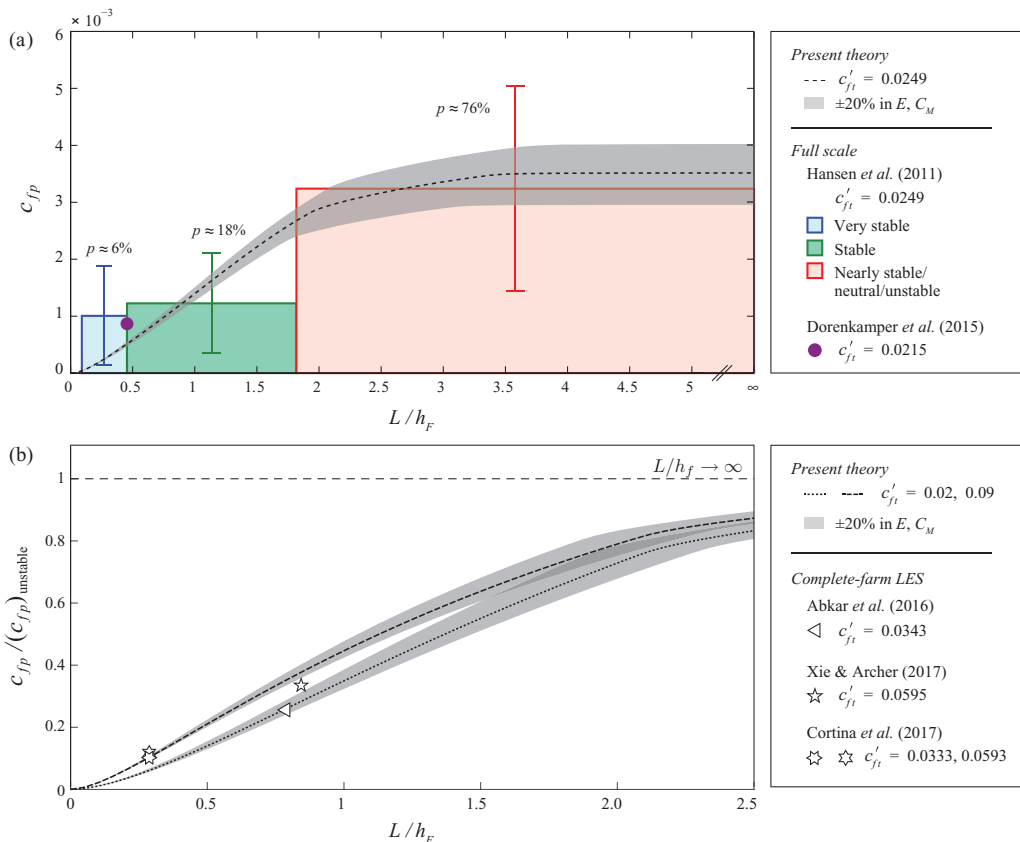 (a)
× 10⁻³
6
5
4
3
2
1
0
c_fp
p ≈ 6%
p ≈ 18%
p ≈ 76%
0 0.5 1 1.5 2 2.5 3 3.5 4 4.5 5 ∞
L / h_F
Present theory
c'_ft = 0.0249
±20% in E, C_M
Full scale
Hansen et al. (2011)
c'_ft = 0.0249
Very stable
Stable
Nearly stable/
neutral/unstable
Dorenkamper et al. (2015)
c'_ft = 0.0215
(b)
L/h_f → ∞
1
0.8
0.6
0.4
0.2
0
c_fp /(c_fp)unstable
0 0.5 1 1.5 2.0 2.5
L / h_F
Present theory
c'_ft = 0.02, 0.09
±20% in E, C_M
Complete-farm LES
Abkar et al. (2016)
c'_ft = 0.0343
Xie & Archer (2017)
c'_ft = 0.0595
Cortina et al. (2017)
c'_ft = 0.0333, 0.0593